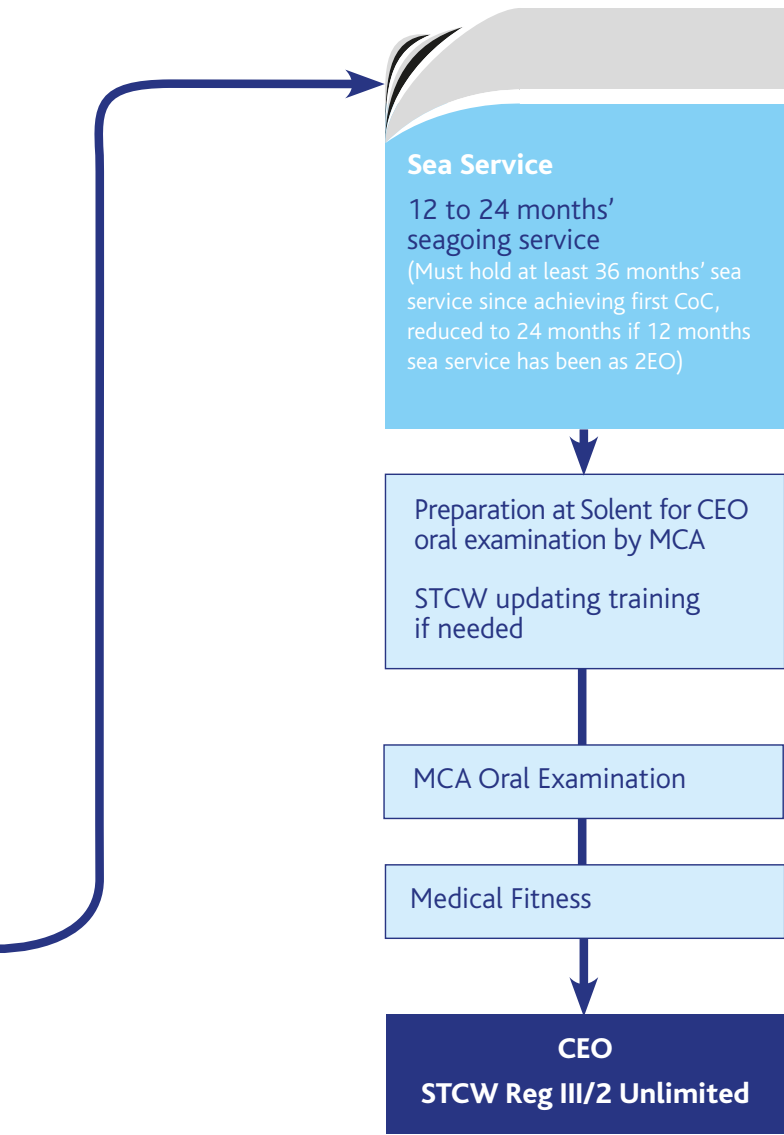 Sea Service
12 to 24 months’
seagoing service
(Must hold at least 36 months’ sea
service since achieving first CoC,
reduced to 24 months if 12 months
sea service has been as 2EO)
Preparation at Solent for CEO
oral examination by MCA
STCW updating training
if needed
MCA Oral Examination
Medical Fitness
CEO
STCW Reg III/2 Unlimited